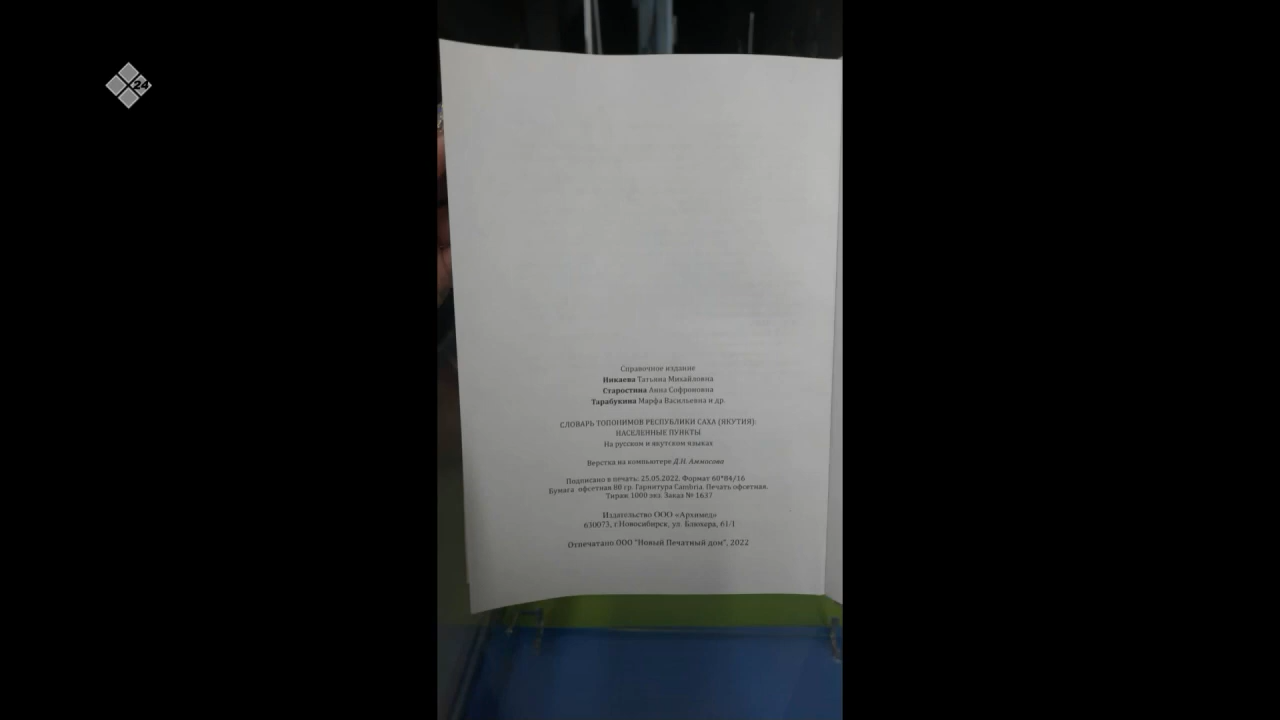 24
Справочное издание
Никаева Татьяна Михайловна
Старостина Анна Софроновна
Тарабукина Марфа Васильевна и др.
СЛОВАРЬ ТОПОНИМОВ РЕСПУБЛИКИ САХА (ЯКУТИЯ):
НАСЕЛЕННЫЕ ПУНКТЫ
На русском и якутском языках
Верстка на компьютере Д.Н. Аммосова
Подписано в печать: 25.05.2022. Формат 60*84/16
Бумага офсетная 80 гр. Гарнитура Cambria. Печать офсетная.
Тираж 1000 экз. Заказ № 1637
Издательство ООО «Архимед»
630073, г Новосибирск, ул. Блюхера, 61-1
Отпечатано ООО "Новый Печатный дом", 2022